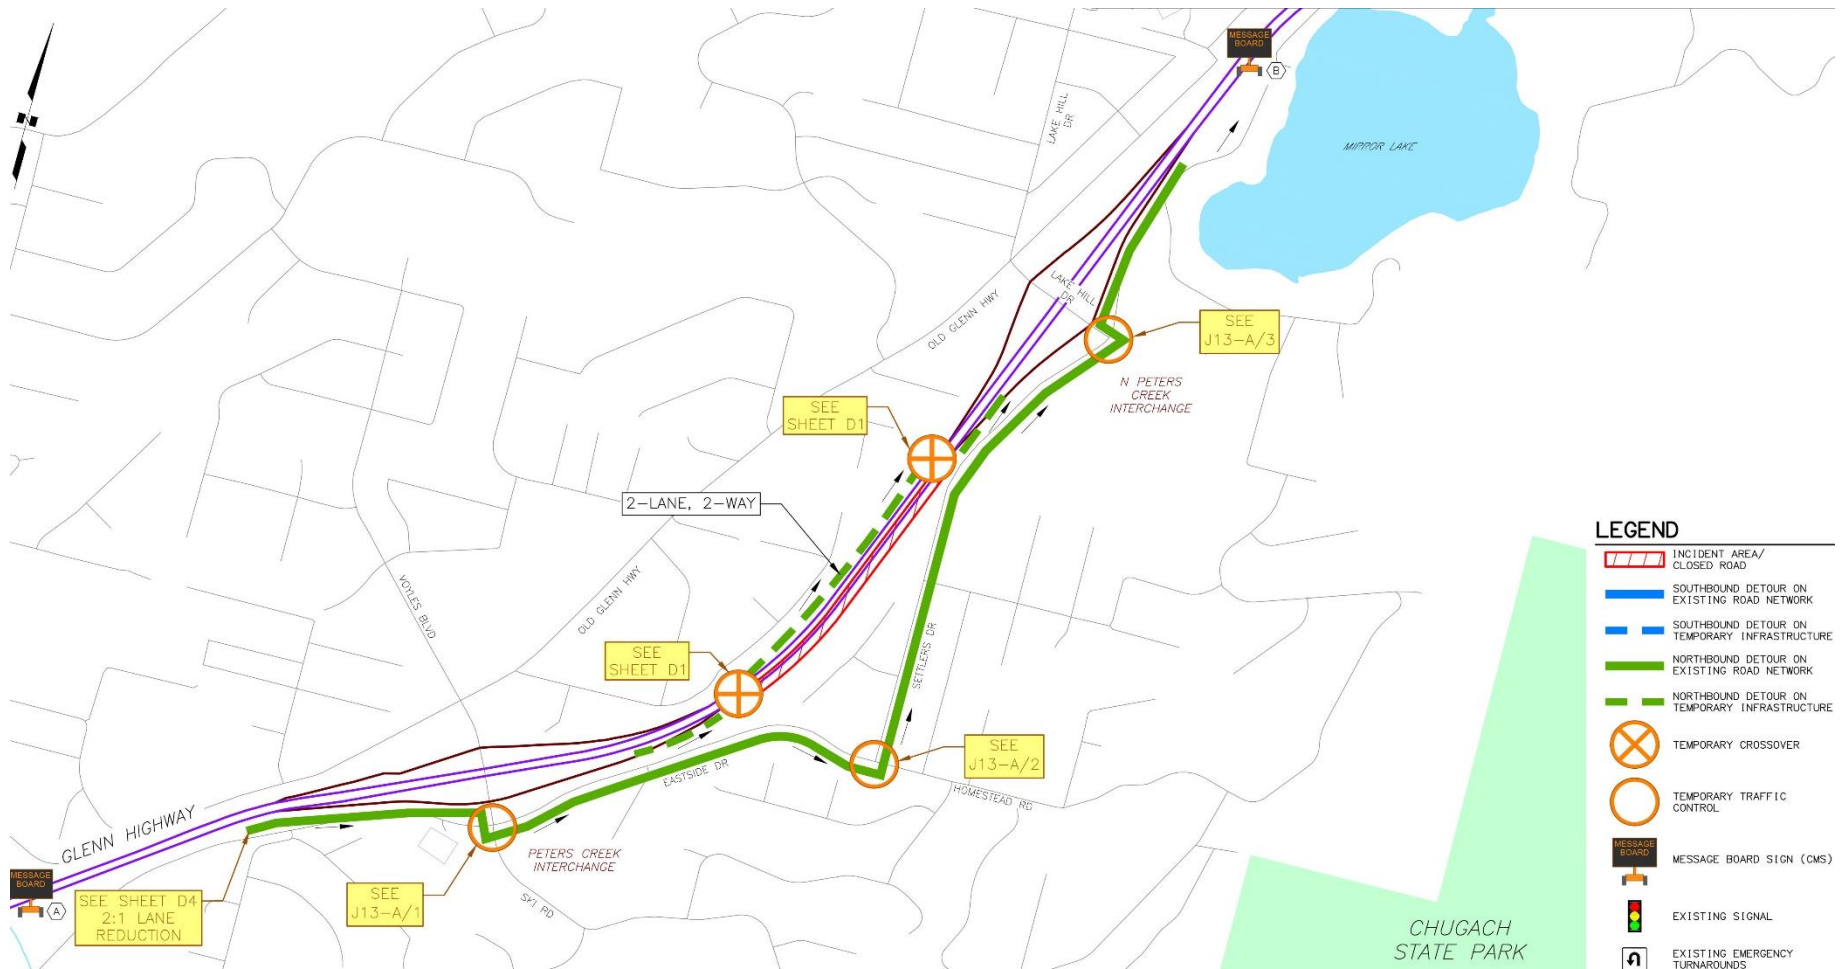 MESSAGE
BOARD
B
LAKE HILL
DR
MIRROR LAKE
LAKE HILL
DR
OLD GLENN HWY
SEE
J13-A/3
N PETERS
CREEK
INTERCHANGE
SEE
SHEET D1
2-LANE, 2-WAY
VOYLES BLVD
OLD GLENN HWY
SEE
SHEET D1
SETTLERS DR
SEE
J13-A/2
EASTSIDE DR
HOMESTEAD RD
GLENN HIGHWAY
PETERS CREEK
INTERCHANGE
MESSAGE
BOARD
A
SEE SHEET D4
2:1 LANE
REDUCTION
SEE
J13-A/1
SKI RD
CHUGACH
STATE PARK
LEGEND
INCIDENT AREA/
CLOSED ROAD
SOUTHBOUND DETOUR ON
EXISTING ROAD NETWORK
SOUTHBOUND DETOUR ON
TEMPORARY INFRASTRUCTURE
NORTHBOUND DETOUR ON
EXISTING ROAD NETWORK
NORTHBOUND DETOUR ON
TEMPORARY INFRASTRUCTURE
TEMPORARY CROSSOVER
TEMPORARY TRAFFIC
CONTROL
MESSAGE
BOARD
MESSAGE BOARD SIGN (CMS)
EXISTING SIGNAL
EXISTING EMERGENCY
TURNAROUNDS